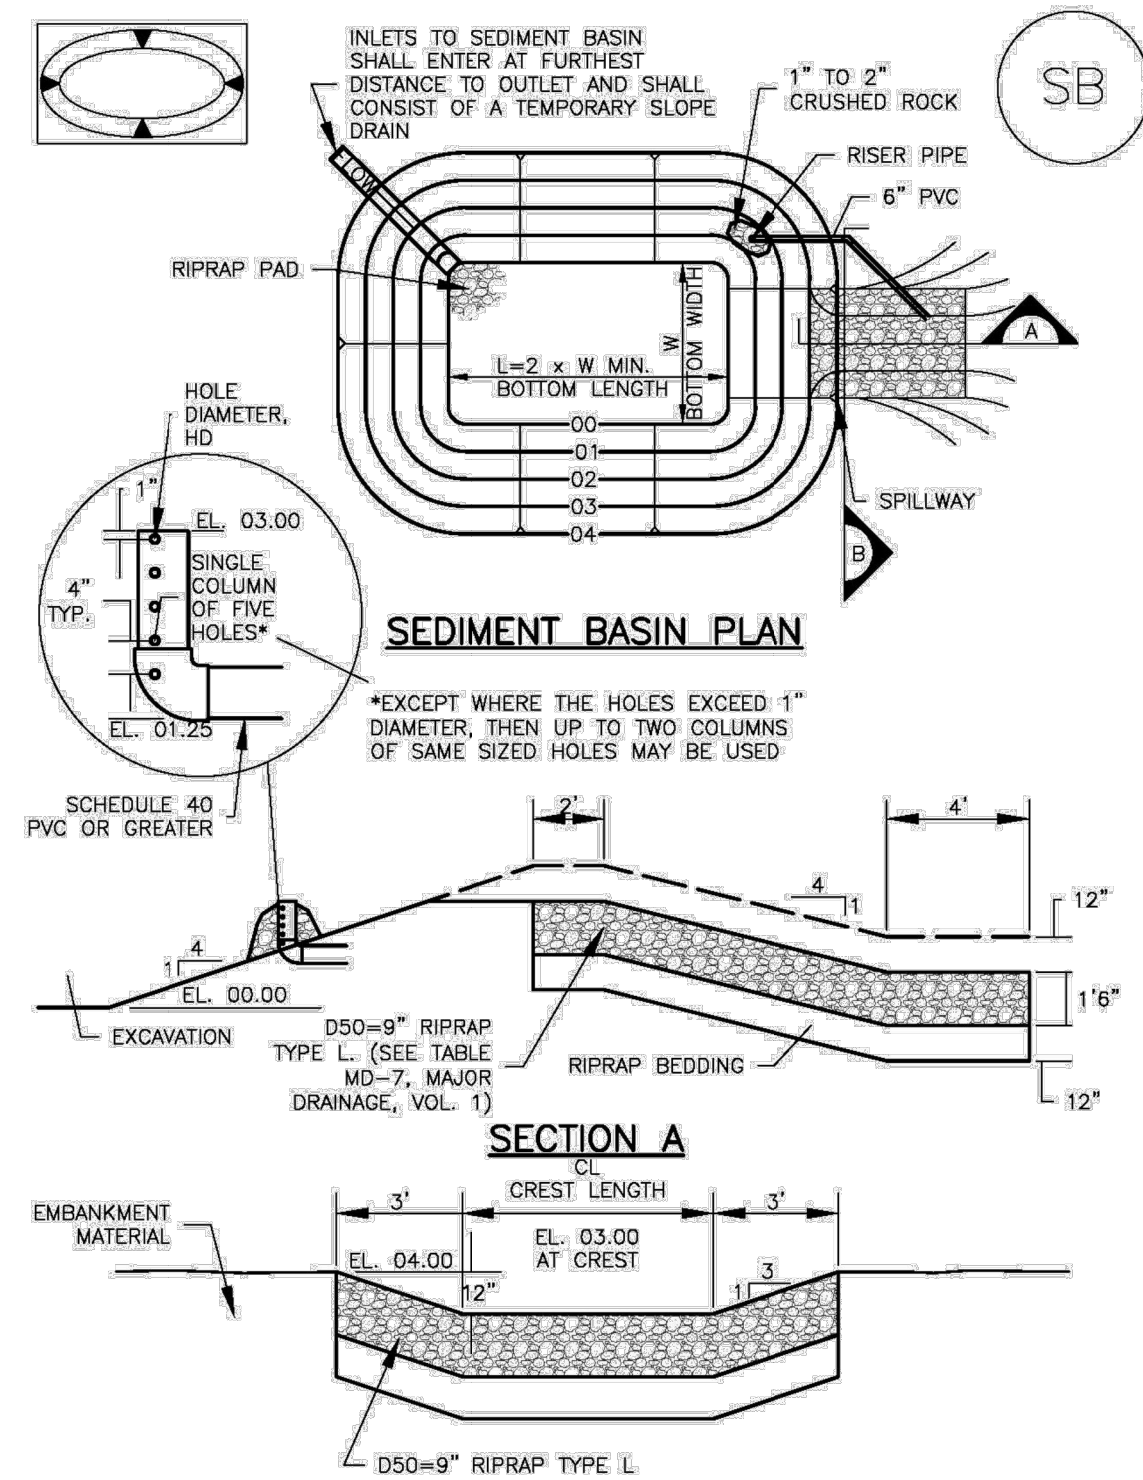 INLETS TO SEDIMENT BASIN
SHALL ENTER AT FURTHEST
DISTANCE TO OUTLET AND SHALL
CONSIST OF A TEMPORARY SLOPE
DRAIN
1" TO 2"
CRUSHED ROCK
SB
RISER PIPE
6" PVC
FLOW
RIPRAP PAD
W
BOTTOM WIDTH
L=2 x W MIN.
BOTTOM LENGTH
A
00
01
02
03
04
SPILLWAY
B
HOLE
DIAMETER,
HD
1"
EL. 03.00
4"
TYP.
SINGLE
COLUMN
OF FIVE
HOLES*
EL. 01.25
SEDIMENT BASIN PLAN
*EXCEPT WHERE THE HOLES EXCEED 1"
DIAMETER, THEN UP TO TWO COLUMNS
OF SAME SIZED HOLES MAY BE USED
SCHEDULE 40
PVC OR GREATER
2'
4'
4
1
12"
4
1
EL. 00.00
EXCAVATION
1'6"
D50=9" RIPRAP
TYPE L. (SEE TABLE
MD-7, MAJOR
DRAINAGE, VOL. 1)
RIPRAP BEDDING
12"
SECTION A
CL
CREST LENGTH
3'
3'
EMBANKMENT
MATERIAL
EL. 04.00
EL. 03.00
AT CREST
12"
3
1
D50=9" RIPRAP TYPE L